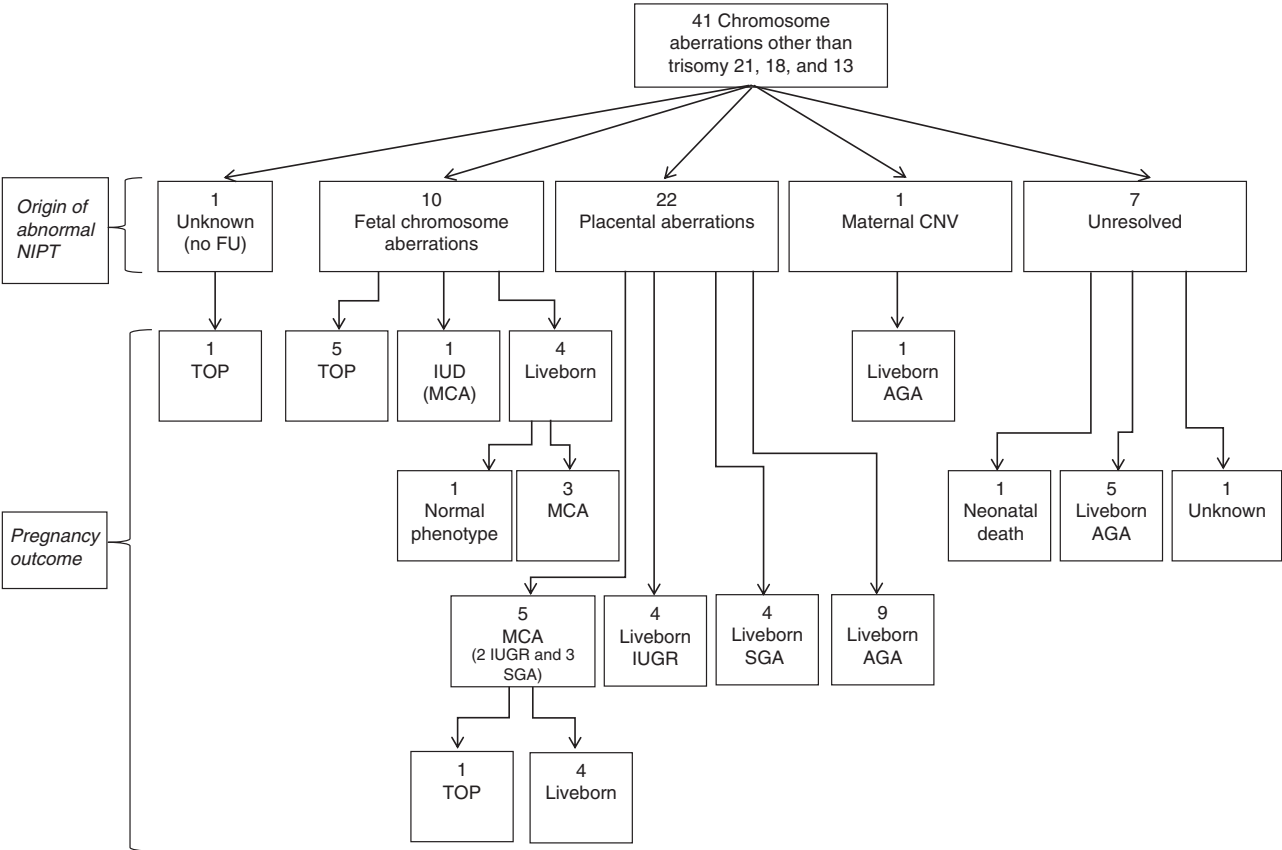 41 Chromosome
aberrations other than
trisomy 21, 18, and 13
Origin of
abnormal
NIPT
1
Unknown
(no FU)
10
Fetal chromosome
aberrations
22
Placental aberrations
1
Maternal CNV
7
Unresolved
Pregnancy
outcome
1
TOP
5
TOP
1
IUD
(MCA)
4
Liveborn
1
Liveborn
AGA
1
Normal
phenotype
3
MCA
1
Neonatal
death
5
Liveborn
AGA
1
Unknown
5
MCA
(2 IUGR and 3
SGA)
4
Liveborn
IUGR
4
Liveborn
SGA
9
Liveborn
AGA
1
TOP
4
Liveborn